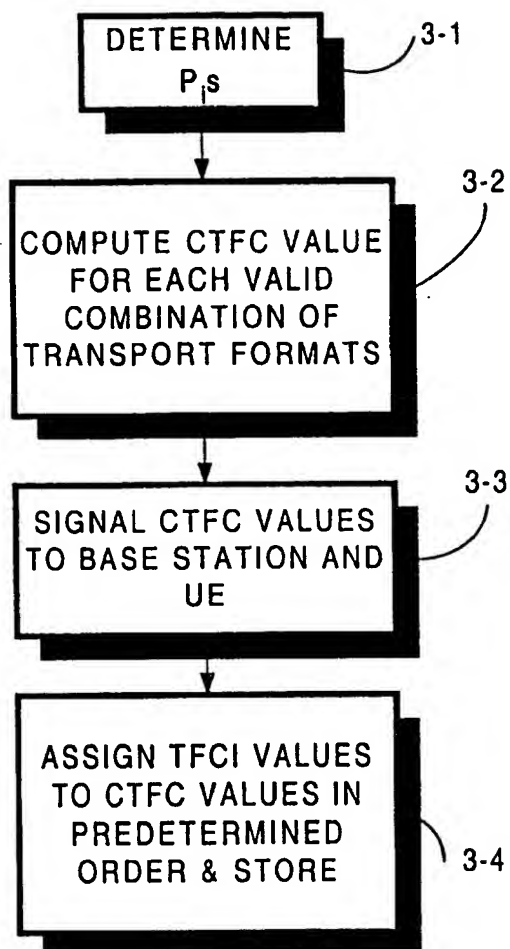 DETERMINE
Pis
3-1
3-2
COMPUTE CTFC VALUE
FOR EACH VALID
COMBINATION OF
TRANSPORT FORMATS
3-3
SIGNAL CTFC VALUES
TO BASE STATION AND
UE
ASSIGN TFCI VALUES
TO CTFC VALUES IN
PREDETERMINED
ORDER & STORE
3-4